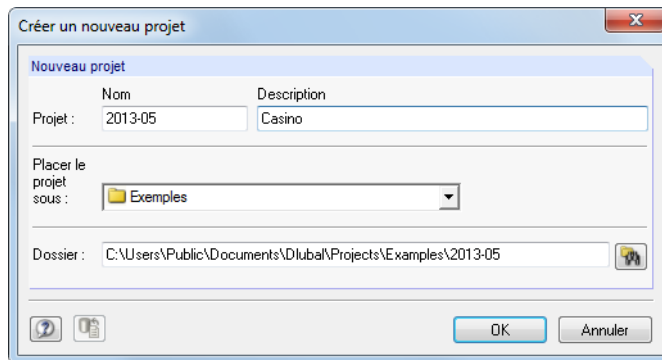 Créer un nouveau projet
Nouveau projet
Nom Description
Projet : 2013-05 Casino
Placer le
projet
sous : Exemples
Dossier : C:\Users\Public\Documents\Dlubal\Projects\Examples\2013-05
OK Annuler